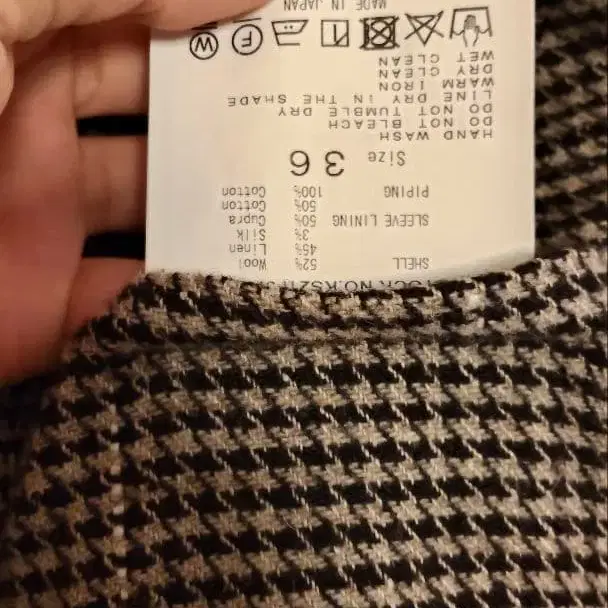 SHELL 52% Wool
45% Linen
3% Silk
SLEEVE LINING 50% Cupra
50% Cotton
PIPING 100% Cotton
Size 36
HAND WASH
DO NOT BLEACH
DO NOT TUMBLE DRY
LINE DRY IN THE SHADE
WARM IRON
DRY CLEAN
WET CLEAN
F W
MADE IN JAPAN